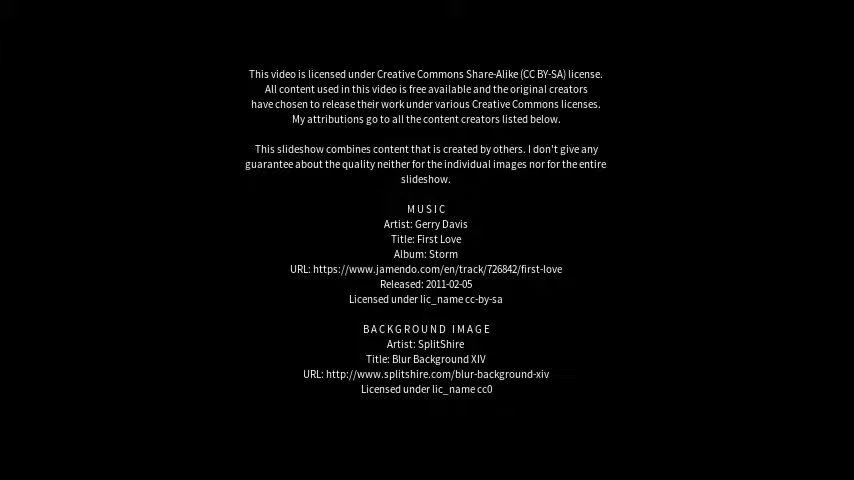 This video is licensed under Creative Commons Share-Alike (CC BY-SA) license.
All content used in this video is free available and the original creators
have chosen to release their work under various Creative Commons licenses.
My attributions go to all the content creators listed below.
This slideshow combines content that is created by others. I don't give any
guarantee about the quality neither for the individual images nor for the entire
slideshow.
MUSIC
Artist: Gerry Davis
Title: First Love
Album: Storm
URL: https://www.jamendo.com/en/track/726842/first-love
Released: 2011-02-05
Licensed under lic_name cc-by-sa
BACKGROUND IMAGE
Artist: SplitShire
Title: Blur Background XIV
URL: http://www.splitshire.com/blur-background-xiv
Licensed under lic_name cc0